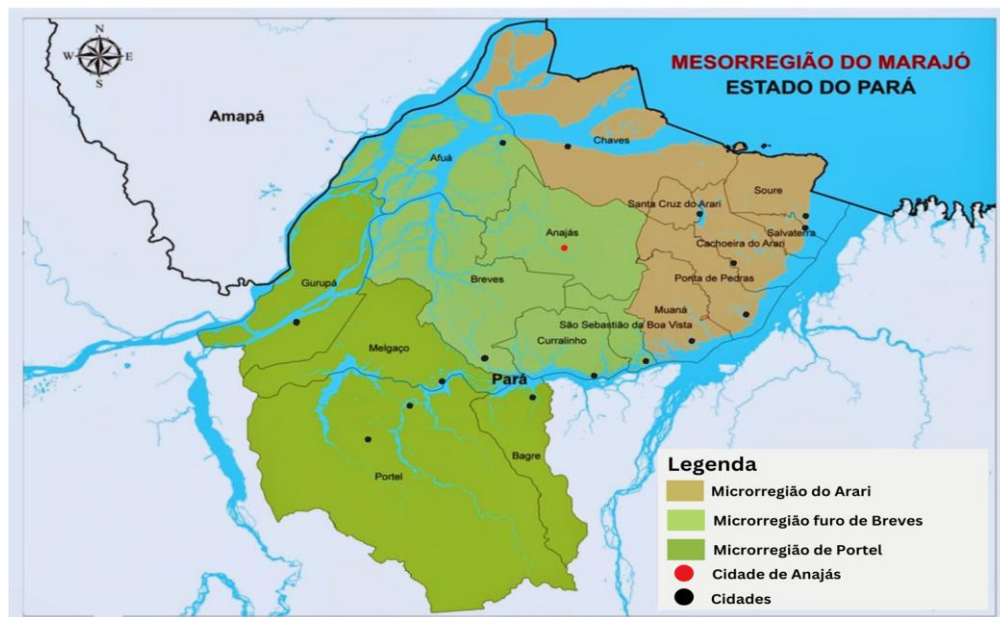 N
W E
S
MESORREGIÃO DO MARAJÓ
ESTADO DO PARÁ
Amapá
Chaves
Afuá
Soure
Santa Cruz do Arari
Anajás
Salvaterra
Cachoeira do Arari
Gurupá
Breves
Ponta de Pedras
Muaná
São Sebastião da Boa Vista
Curralinho
Melgaço
Pará
Bagre
Portel
Legenda
Microrregião do Arari
Microrregião furo de Breves
Microrregião de Portel
Cidade de Anajás
Cidades